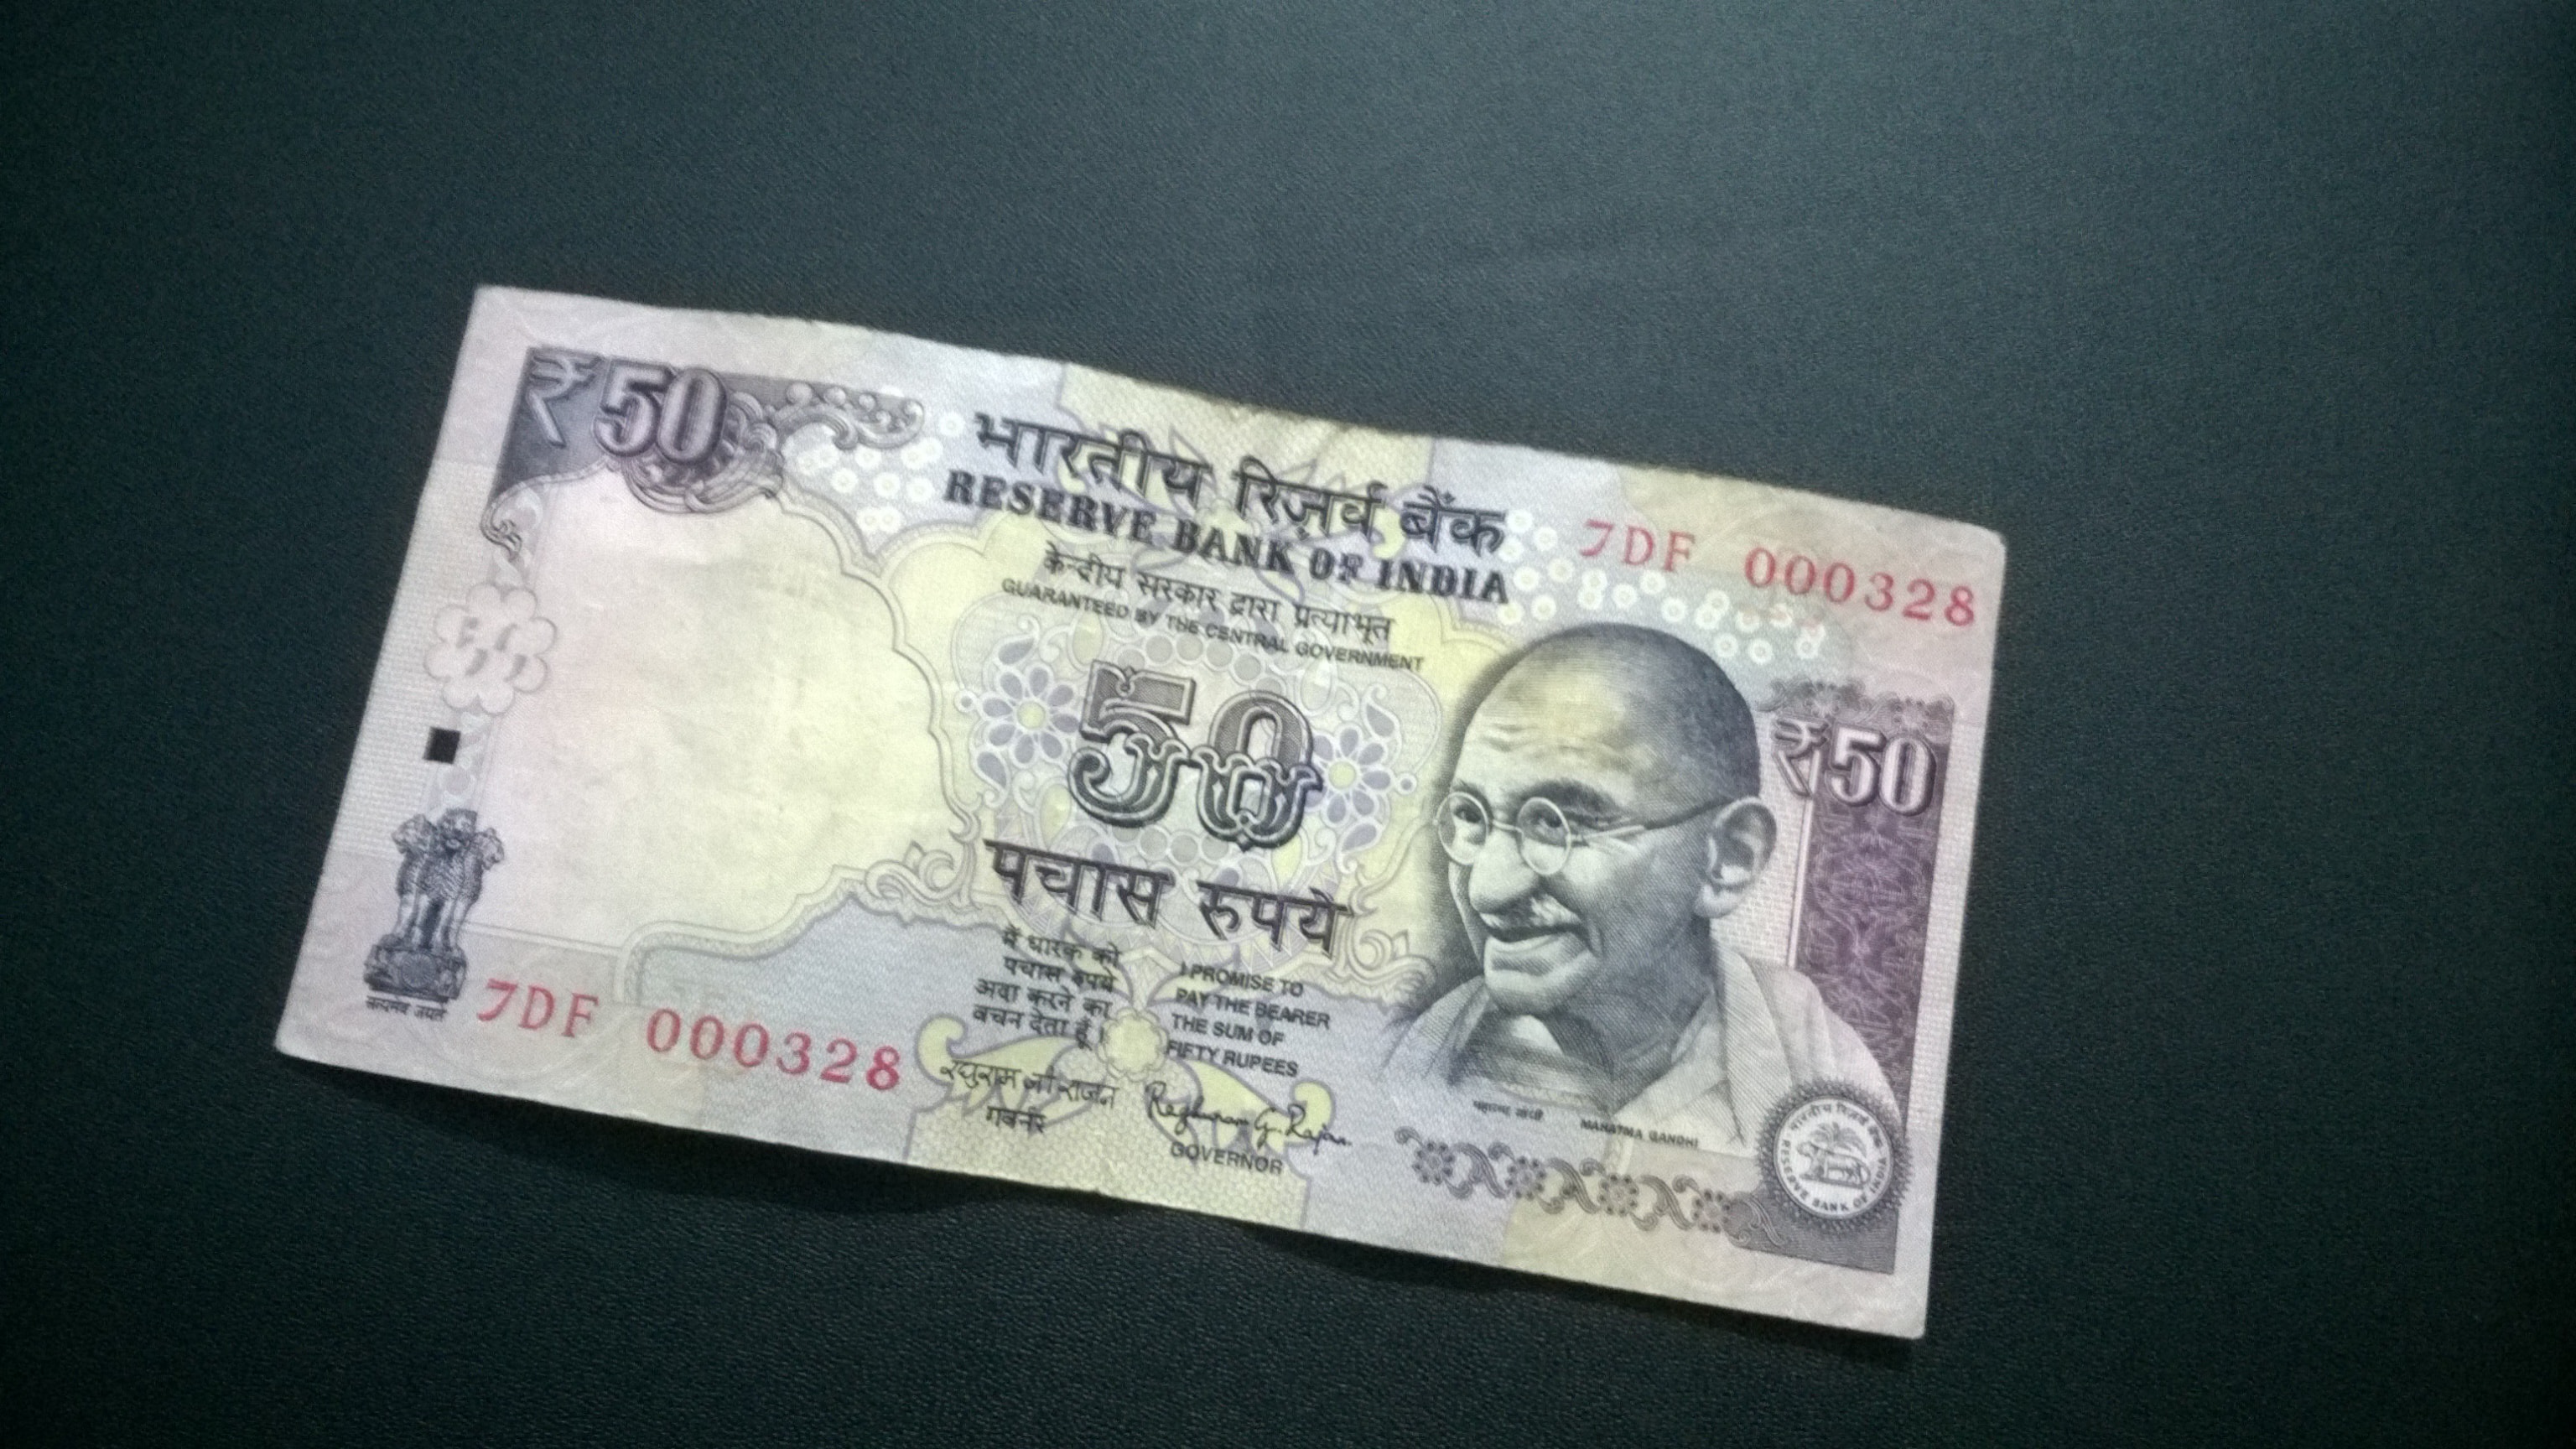 ₹50
भारतीय रिज़र्व बैंक
RESERVE BANK OF INDIA
7DF 000328
केन्द्रीय सरकार द्वारा प्रत्याभूत
GUARANTEED BY THE CENTRAL GOVERNMENT
50
₹50
पचास रुपये
मैं धारक को
पचास रुपये
अदा करने का
वचन देता हूँ।
I PROMISE TO
PAY THE BEARER
THE SUM OF
FIFTY RUPEES
सत्यमेव जयते
7DF 000328
रघुराम जी राजन
गवर्नर
Raghuram G. Rajan
GOVERNOR
महात्मा गांधी
MAHATMA GANDHI
भारतीय रिज़र्व बैंक
RESERVE BANK OF INDIA